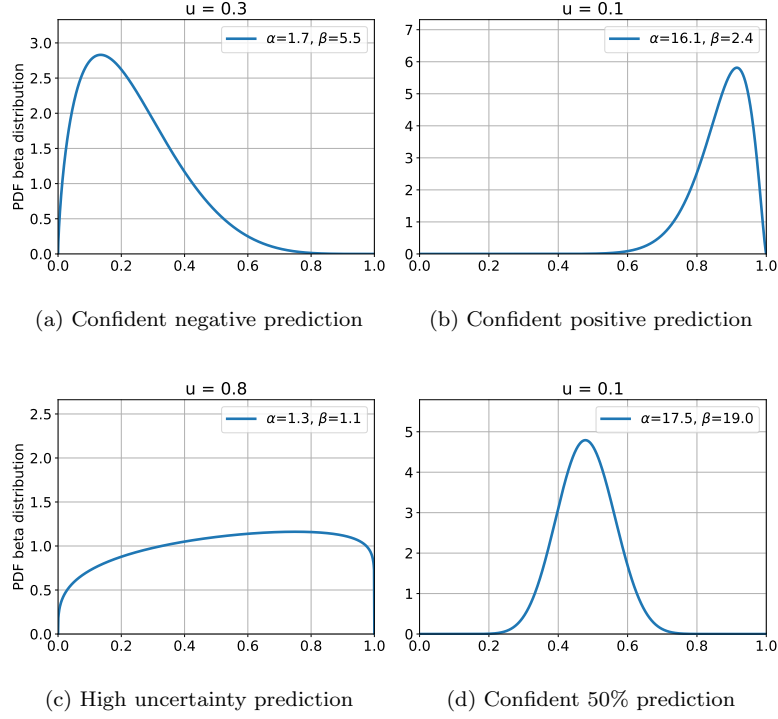 u = 0.3
u = 0.1
PDF beta distribution
3.0
2.5
2.0
1.5
1.0
0.5
0.0
α=1.7, β=5.5
0.0 0.2 0.4 0.6 0.8 1.0
7
6
5
4
3
2
1
0
α=16.1, β=2.4
0.0 0.2 0.4 0.6 0.8 1.0
(a) Confident negative prediction
(b) Confident positive prediction
u = 0.8
u = 0.1
PDF beta distribution
2.5
2.0
1.5
1.0
0.5
0.0
α=1.3, β=1.1
0.0 0.2 0.4 0.6 0.8 1.0
5
4
3
2
1
0
α=17.5, β=19.0
0.0 0.2 0.4 0.6 0.8 1.0
(c) High uncertainty prediction
(d) Confident 50% prediction